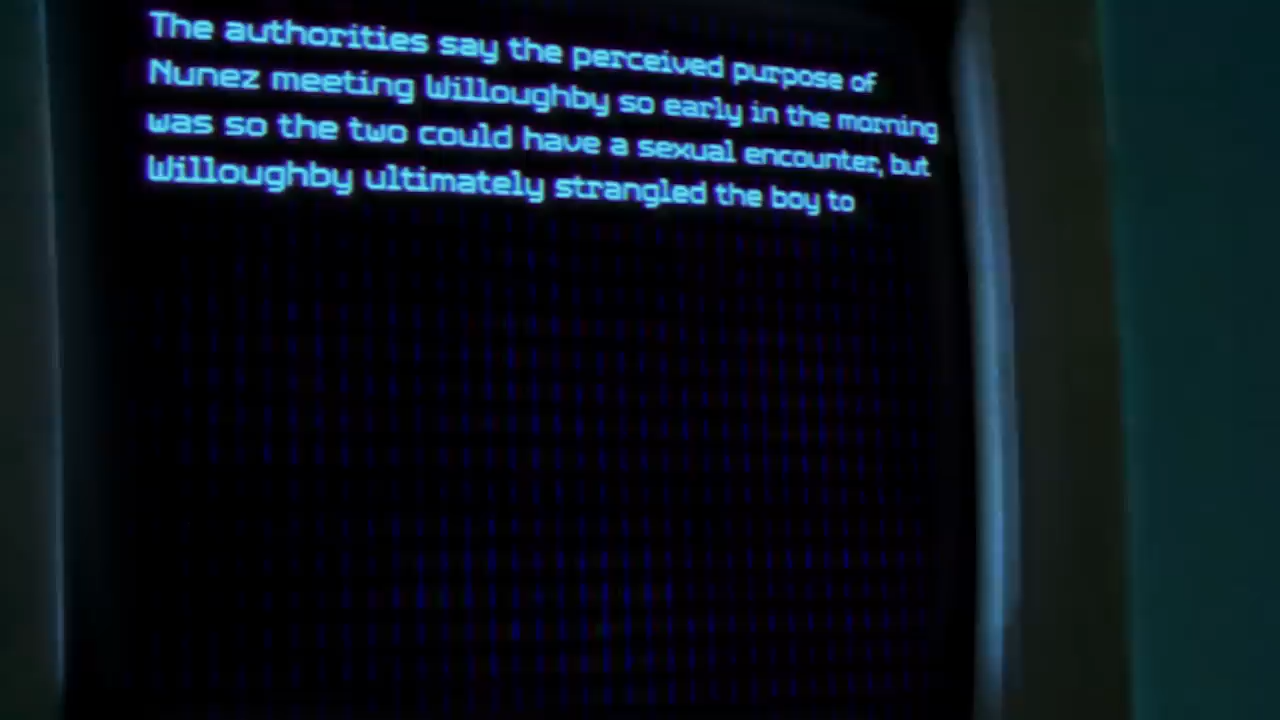 The authorities say the perceived purpose of
Nunez meeting Willoughby so early in the morning
was so the two could have a sexual encounter, but
Willoughby ultimately strangled the boy to